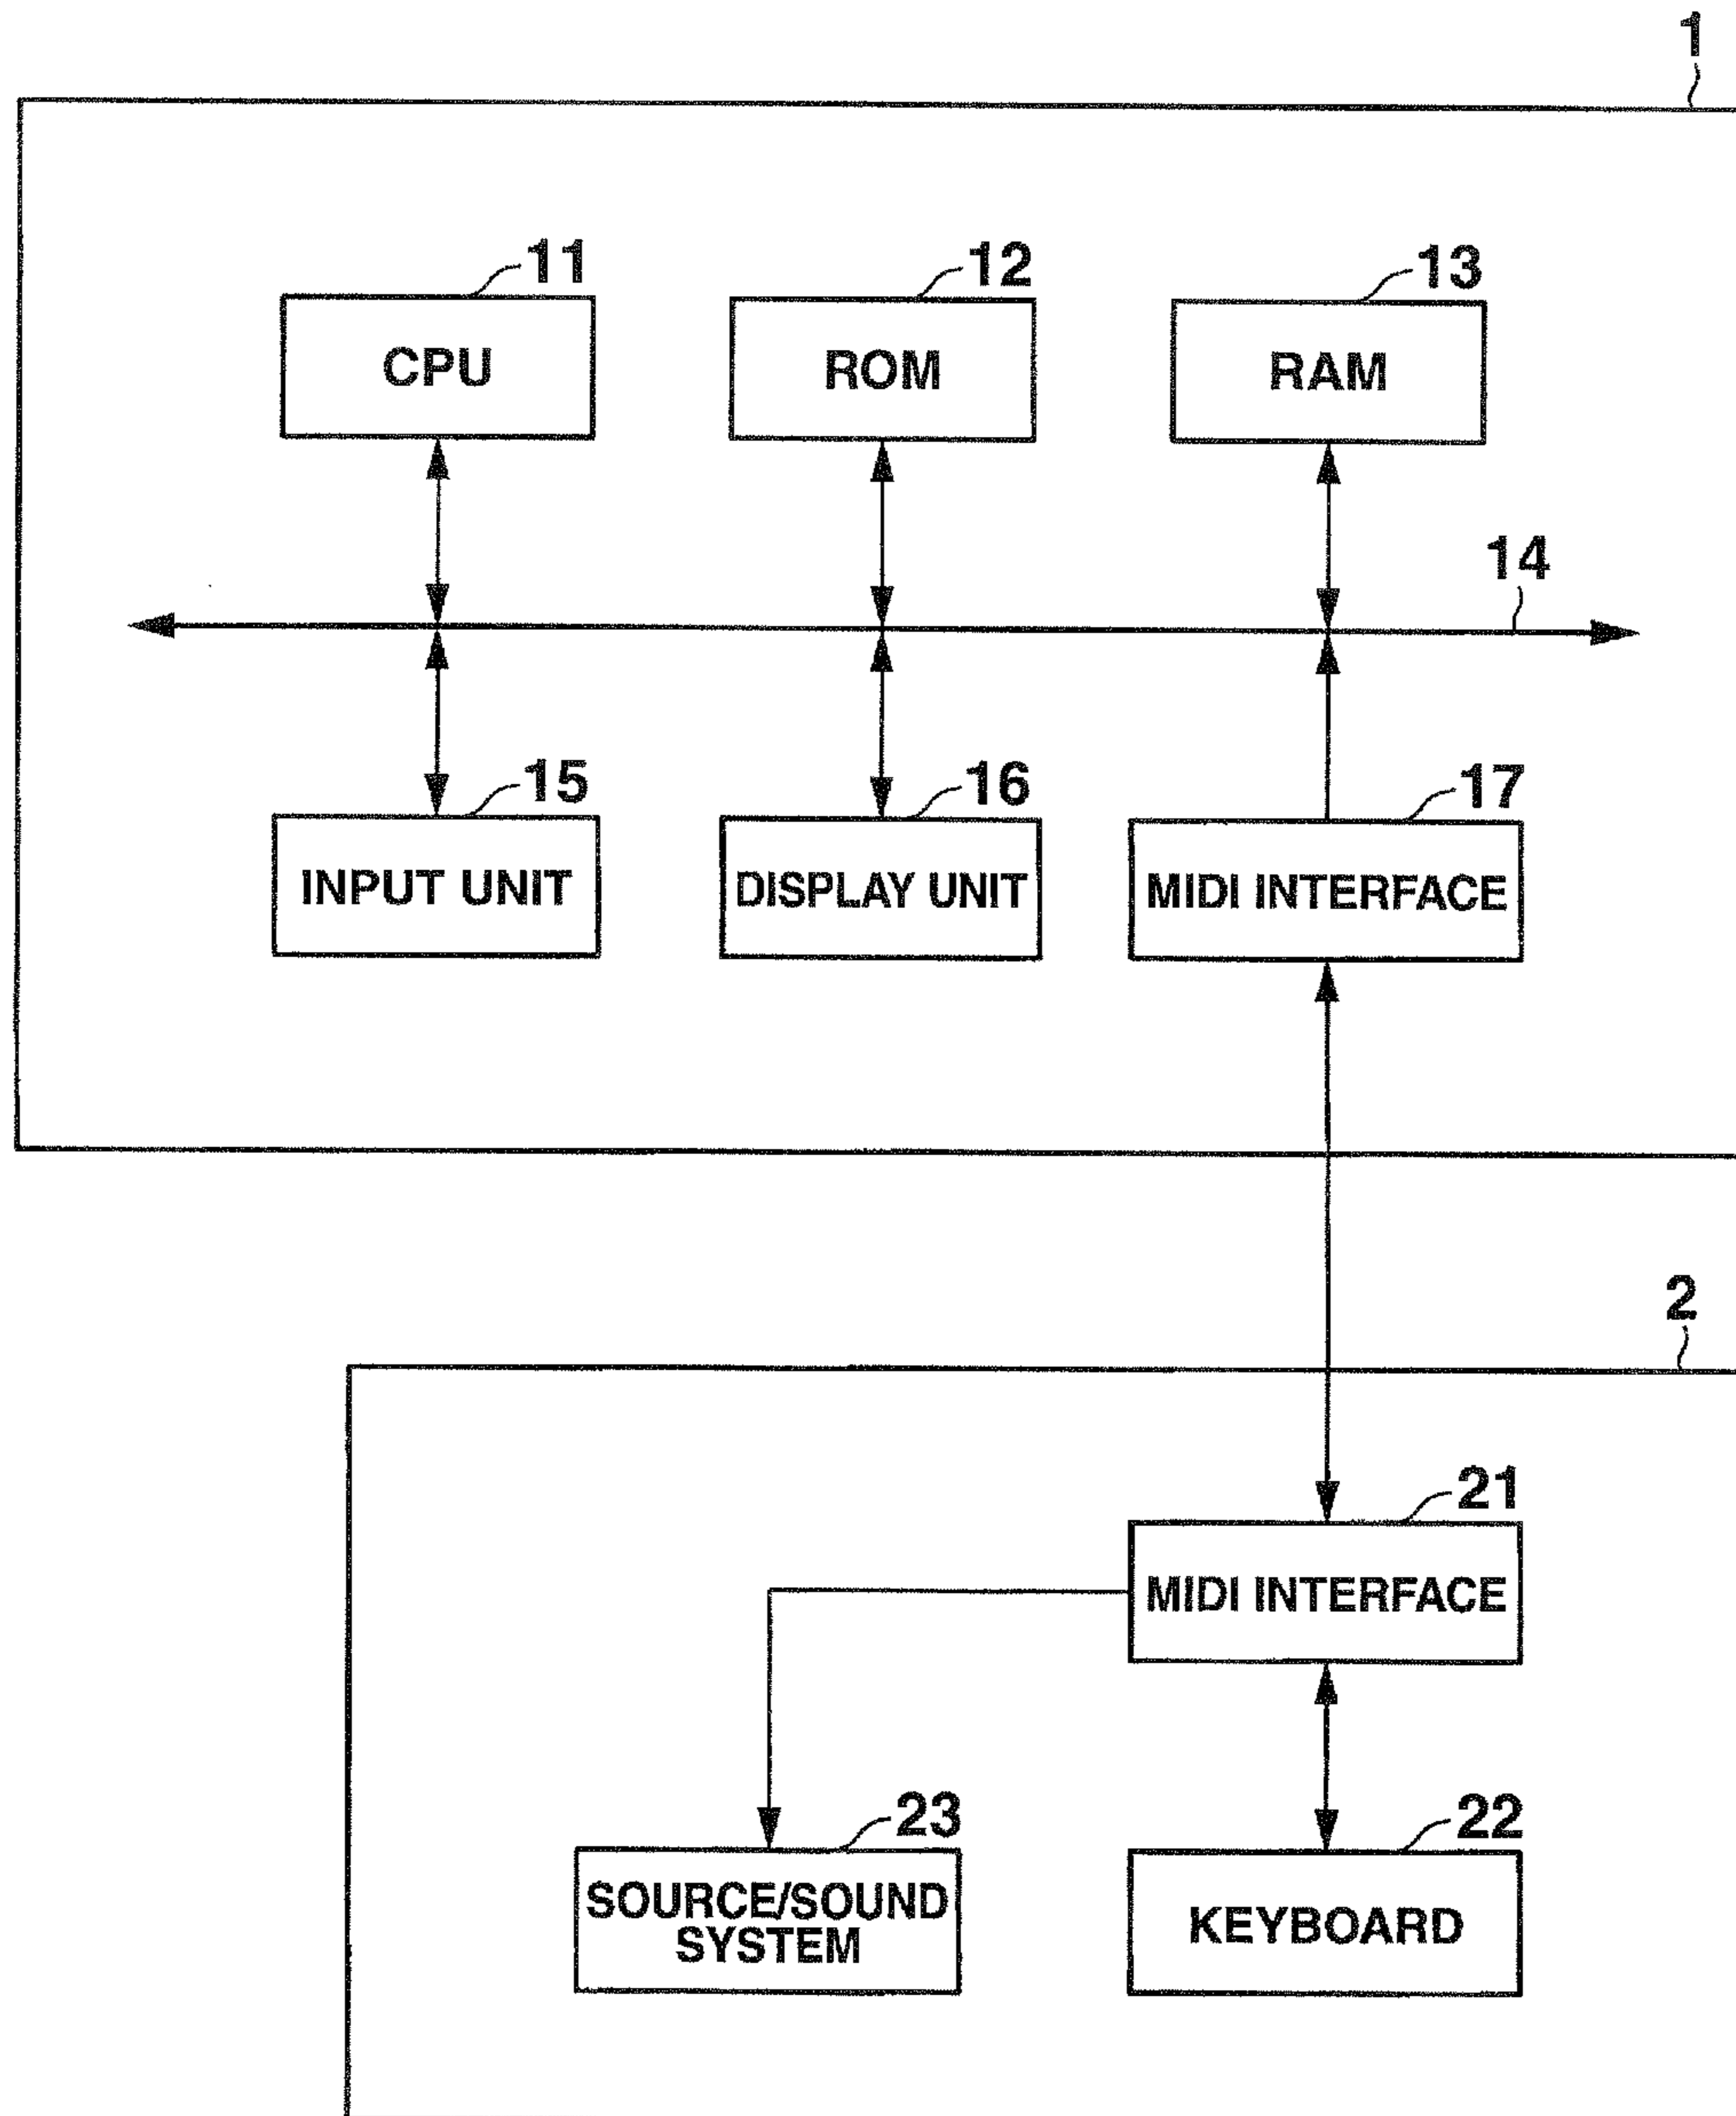 1
11
12
13
CPU
ROM
RAM
14
15
16
17
INPUT UNIT
DISPLAY UNIT
MIDI INTERFACE
2
21
MIDI INTERFACE
23
22
SOURCE/SOUND
SYSTEM
KEYBOARD